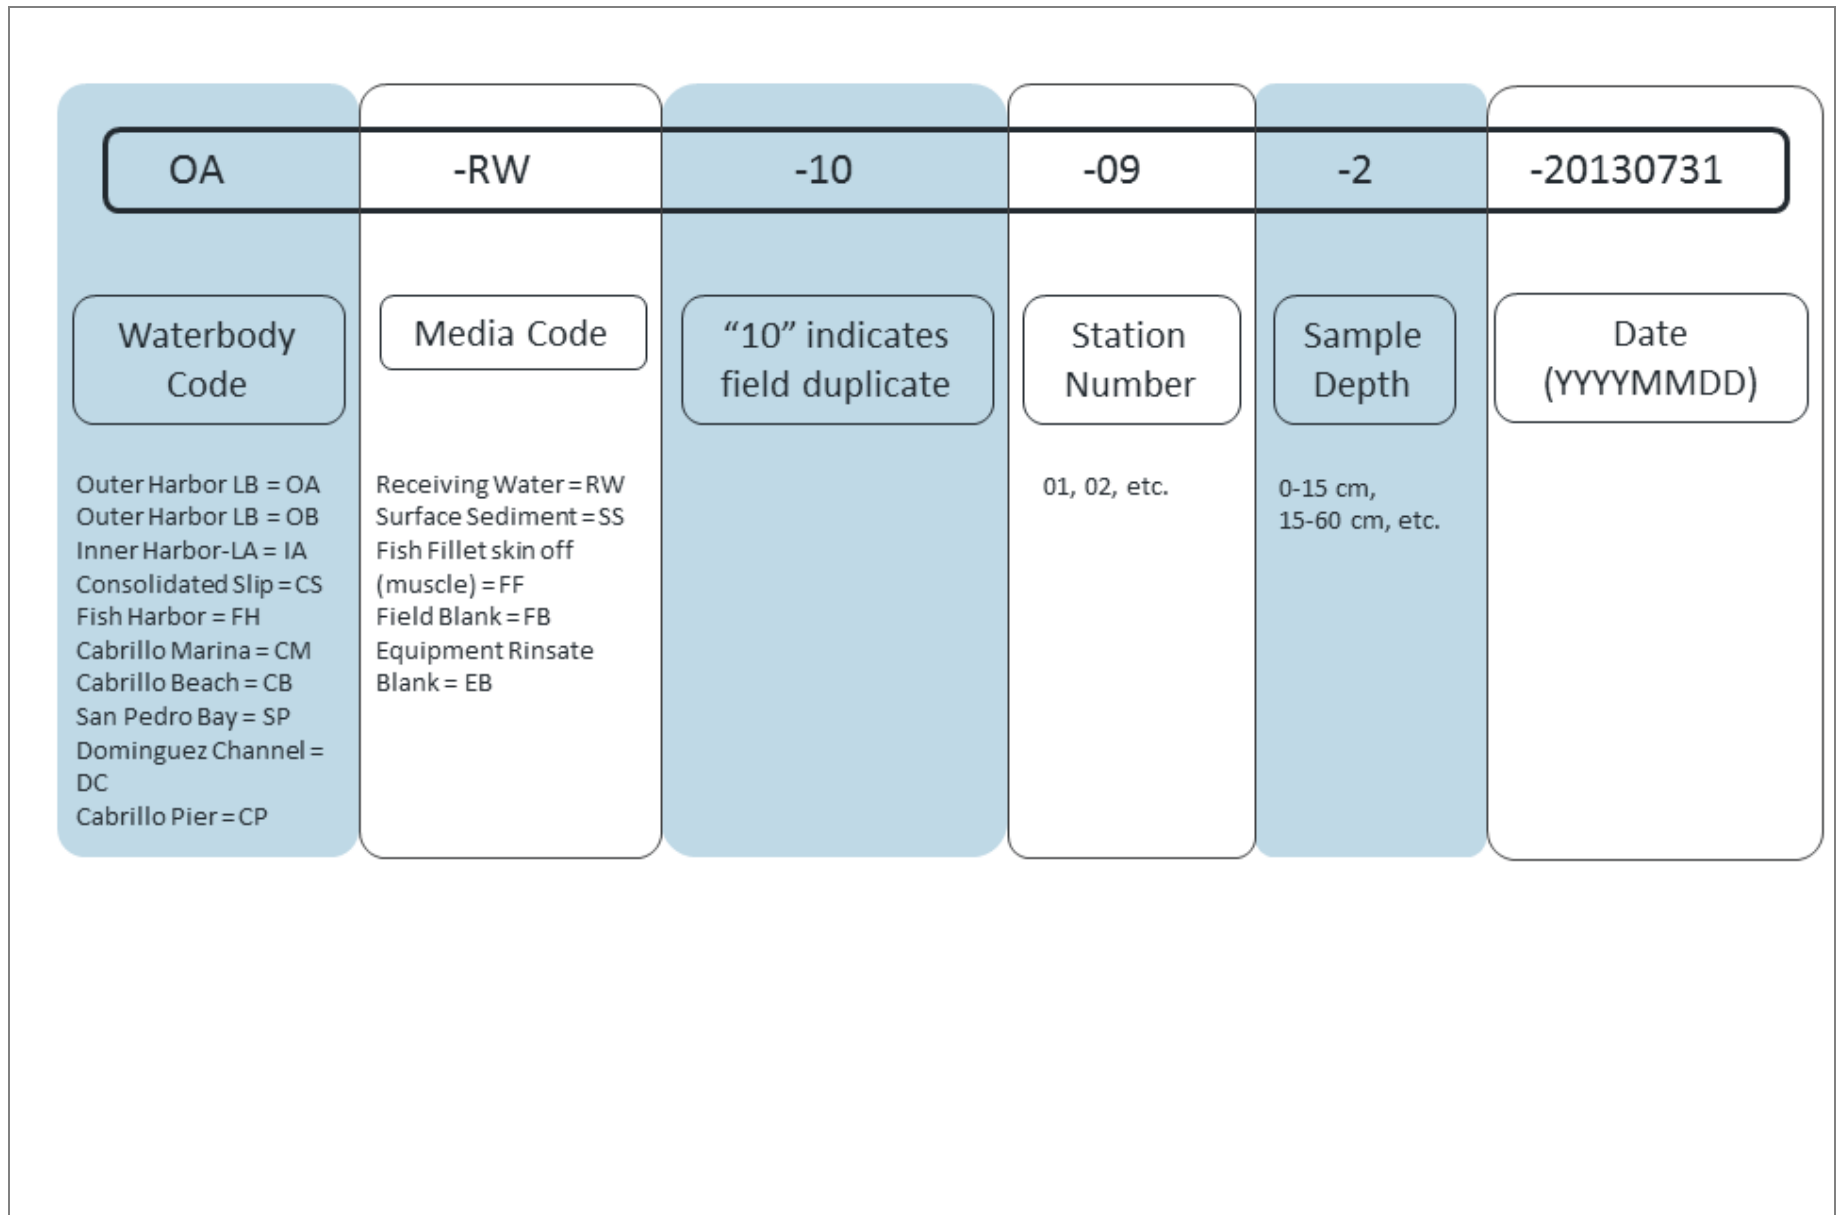 OA -RW -10 -09 -2 -20130731
Waterbody
Code
Media Code
“10” indicates
field duplicate
Station
Number
Sample
Depth
Date
(YYYYMMDD)
Outer Harbor LB = OA
Outer Harbor LB = OB
Inner Harbor-LA = IA
Consolidated Slip = CS
Fish Harbor = FH
Cabrillo Marina = CM
Cabrillo Beach = CB
San Pedro Bay = SP
Dominguez Channel =
DC
Cabrillo Pier = CP
Receiving Water = RW
Surface Sediment = SS
Fish Fillet skin off
(muscle) = FF
Field Blank = FB
Equipment Rinsate
Blank = EB
01, 02, etc.
0-15 cm,
15-60 cm, etc.